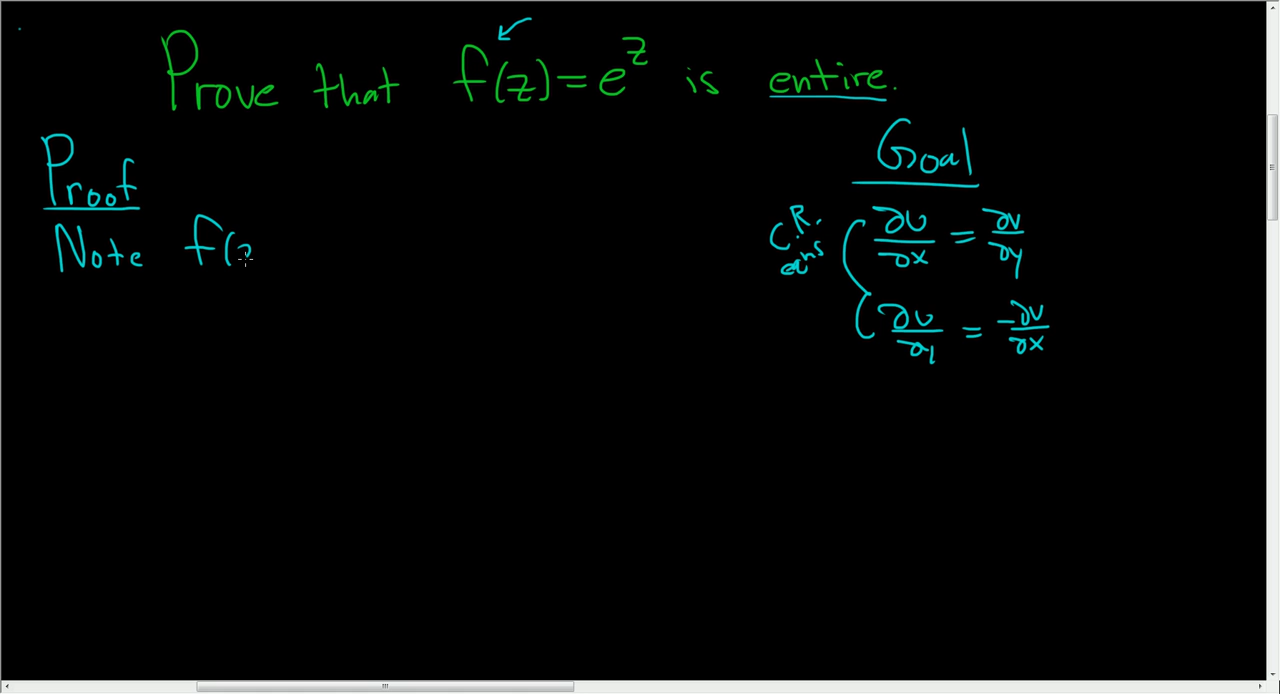 Prove that f(z) = e^z is entire.
Goal
Proof
C.R. eqns
∂u/∂x = ∂v/∂y
Note f(z
∂u/∂y = -∂v/∂x